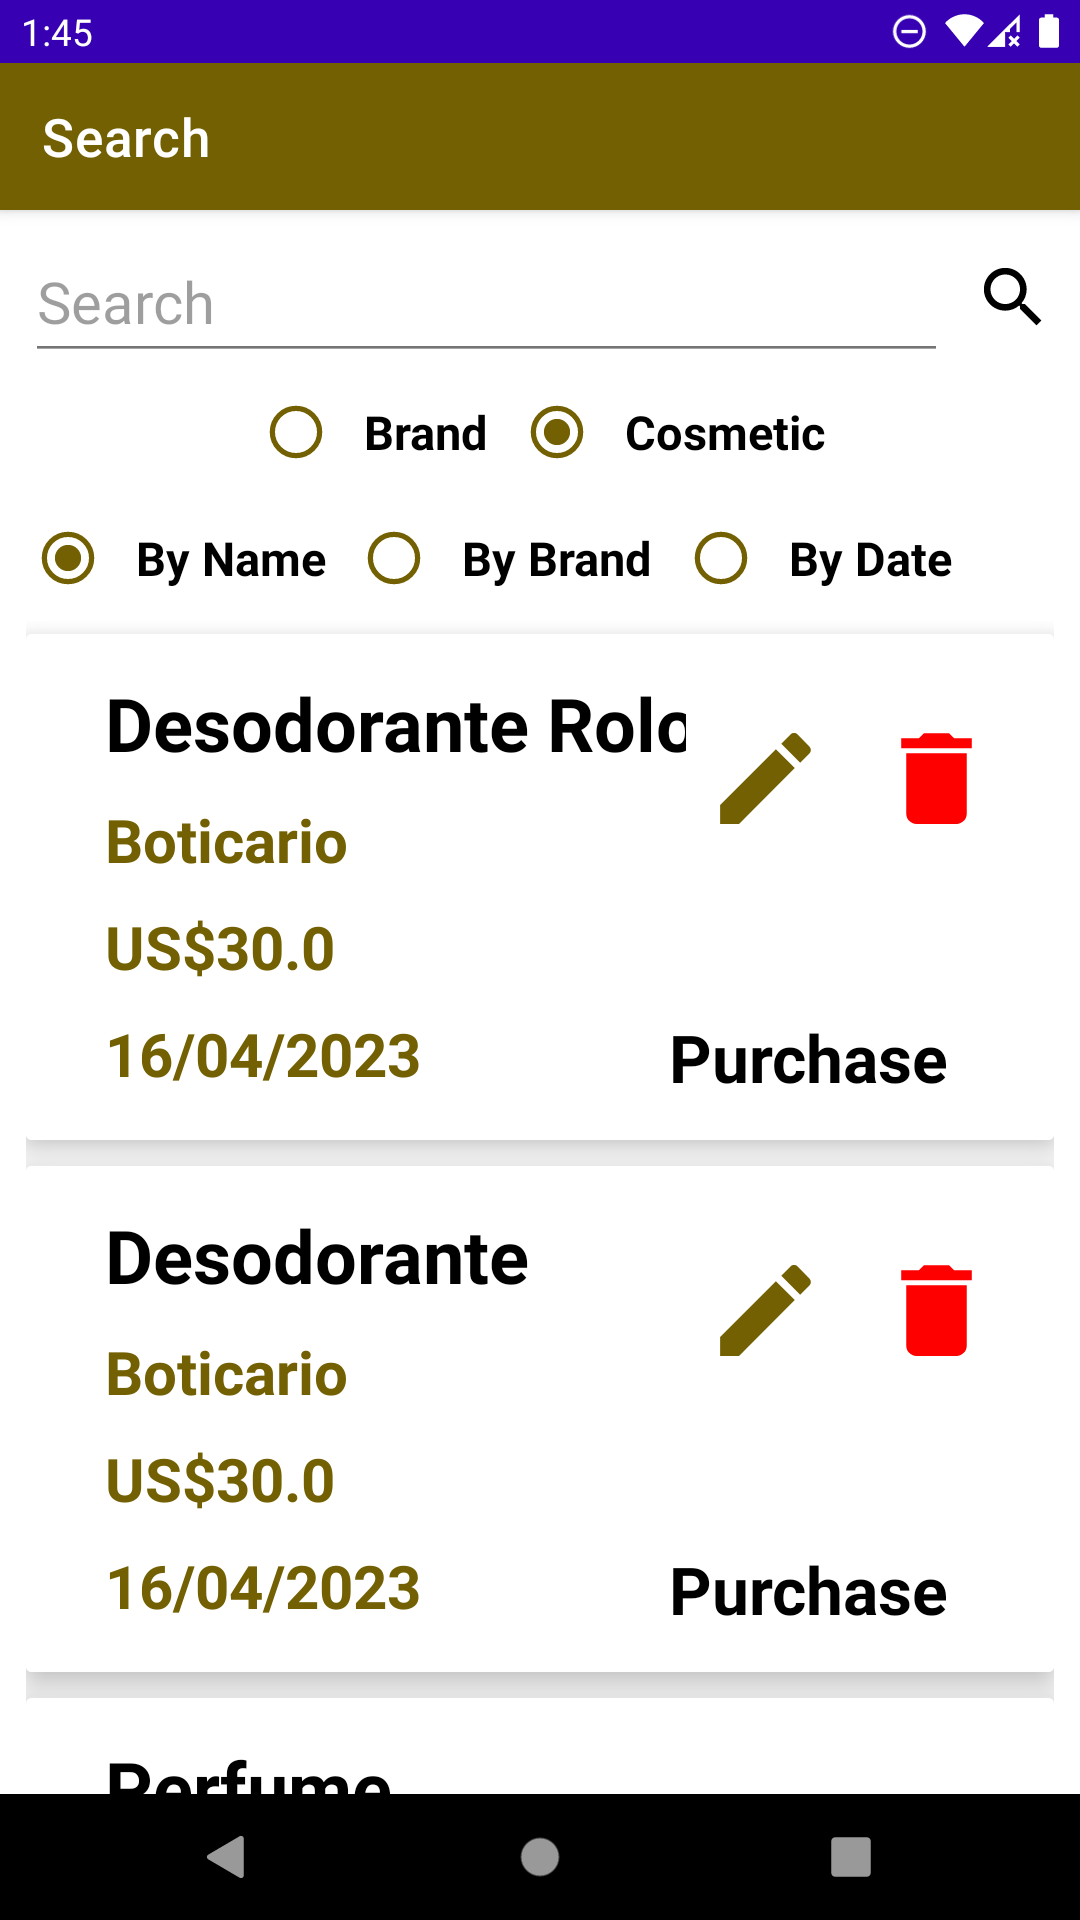 1:45
Search
Search
Brand Cosmetic
By Name By Brand By Date
Desodorante Rolo
Boticario
US$30.0
16/04/2023 Purchase
Desodorante
Boticario
US$30.0
16/04/2023 Purchase
Perfume